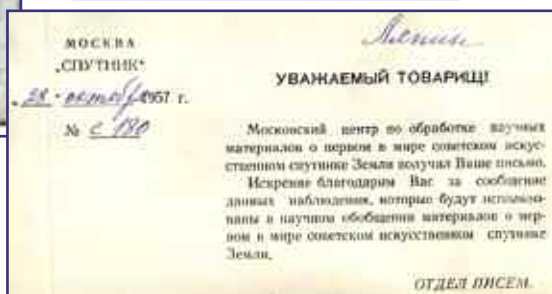 МОСКВА
„СПУТНИК“
„28“ октября 1957 г.
№ С 180
УВАЖАЕМЫЙ ТОВАРИЩ!
Московский центр по обработке научных
материалов о первом в мире советском искус-
ственном спутнике Земли получил Ваше письмо.
Искренне благодарим Вас за сообщение
данных наблюдения, которые будут использо-
ваны в научном обобщении материалов о пер-
вом в мире советском искусственном спутнике
Земли.
ОТДЕЛ ПИСЕМ.